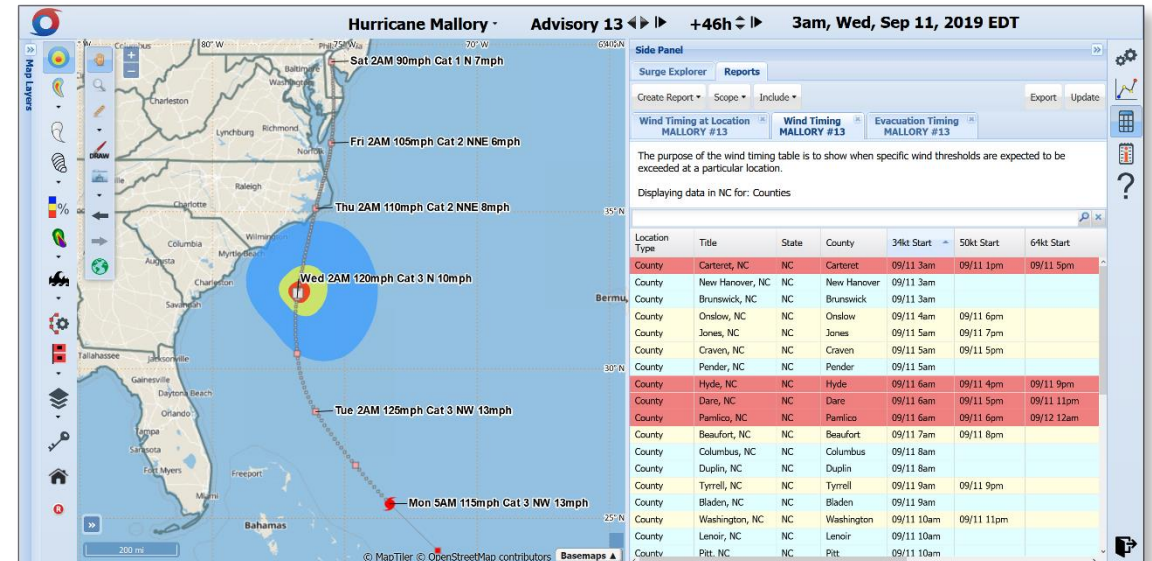 Hurricane Mallory
Advisory 13
+46h
3am, Wed, Sep 11, 2019 EDT
Map Layers
DRAW
%
80° W
70° W
35° N
30° N
25° N
Columbus
Baltimore
Washington
Charleston
Lynchburg
Richmond
Norfolk
Raleigh
Charlotte
Wilmington
Columbia
Myrtle Beach
Augusta
Charleston
Savannah
Tallahassee
Jacksonville
Gainesville
Daytona Beach
Orlando
Tampa
Sarasota
Fort Myers
Freeport
Miami
Bahamas
Sat 2AM 90mph Cat 1 N 7mph
Fri 2AM 105mph Cat 2 NNE 6mph
Thu 2AM 110mph Cat 2 NNE 8mph
Wed 2AM 120mph Cat 3 N 10mph
Tue 2AM 125mph Cat 3 NW 13mph
Mon 5AM 115mph Cat 3 NW 13mph
200 mi
© MapTiler © OpenStreetMap contributors
Basemaps ▲
Side Panel
Surge Explorer Reports
Create Report Scope Include Export Update
Wind Timing at Location MALLORY #13
Wind Timing MALLORY #13
Evacuation Timing MALLORY #13
The purpose of the wind timing table is to show when specific wind thresholds are expected to be
exceeded at a particular location.
Displaying data in NC for: Counties
Location Type Title State County 34kt Start 50kt Start 64kt Start
County Carteret, NC NC Carteret 09/11 3am 09/11 1pm 09/11 5pm
County New Hanover, NC NC New Hanover 09/11 3am
County Brunswick, NC NC Brunswick 09/11 3am
County Onslow, NC NC Onslow 09/11 4am 09/11 6pm
County Jones, NC NC Jones 09/11 5am 09/11 7pm
County Craven, NC NC Craven 09/11 5am 09/11 5pm
County Pender, NC NC Pender 09/11 5am
County Hyde, NC NC Hyde 09/11 6am 09/11 4pm 09/11 9pm
County Dare, NC NC Dare 09/11 6am 09/11 5pm 09/11 11pm
County Pamlico, NC NC Pamlico 09/11 6am 09/11 6pm 09/12 12am
County Beaufort, NC NC Beaufort 09/11 7am 09/11 8pm
County Columbus, NC NC Columbus 09/11 8am
County Duplin, NC NC Duplin 09/11 8am
County Tyrrell, NC NC Tyrrell 09/11 9am 09/11 9pm
County Bladen, NC NC Bladen 09/11 9am
County Washington, NC NC Washington 09/11 10am 09/11 11pm
County Lenoir, NC NC Lenoir 09/11 10am
County Pitt, NC NC Pitt 09/11 10am